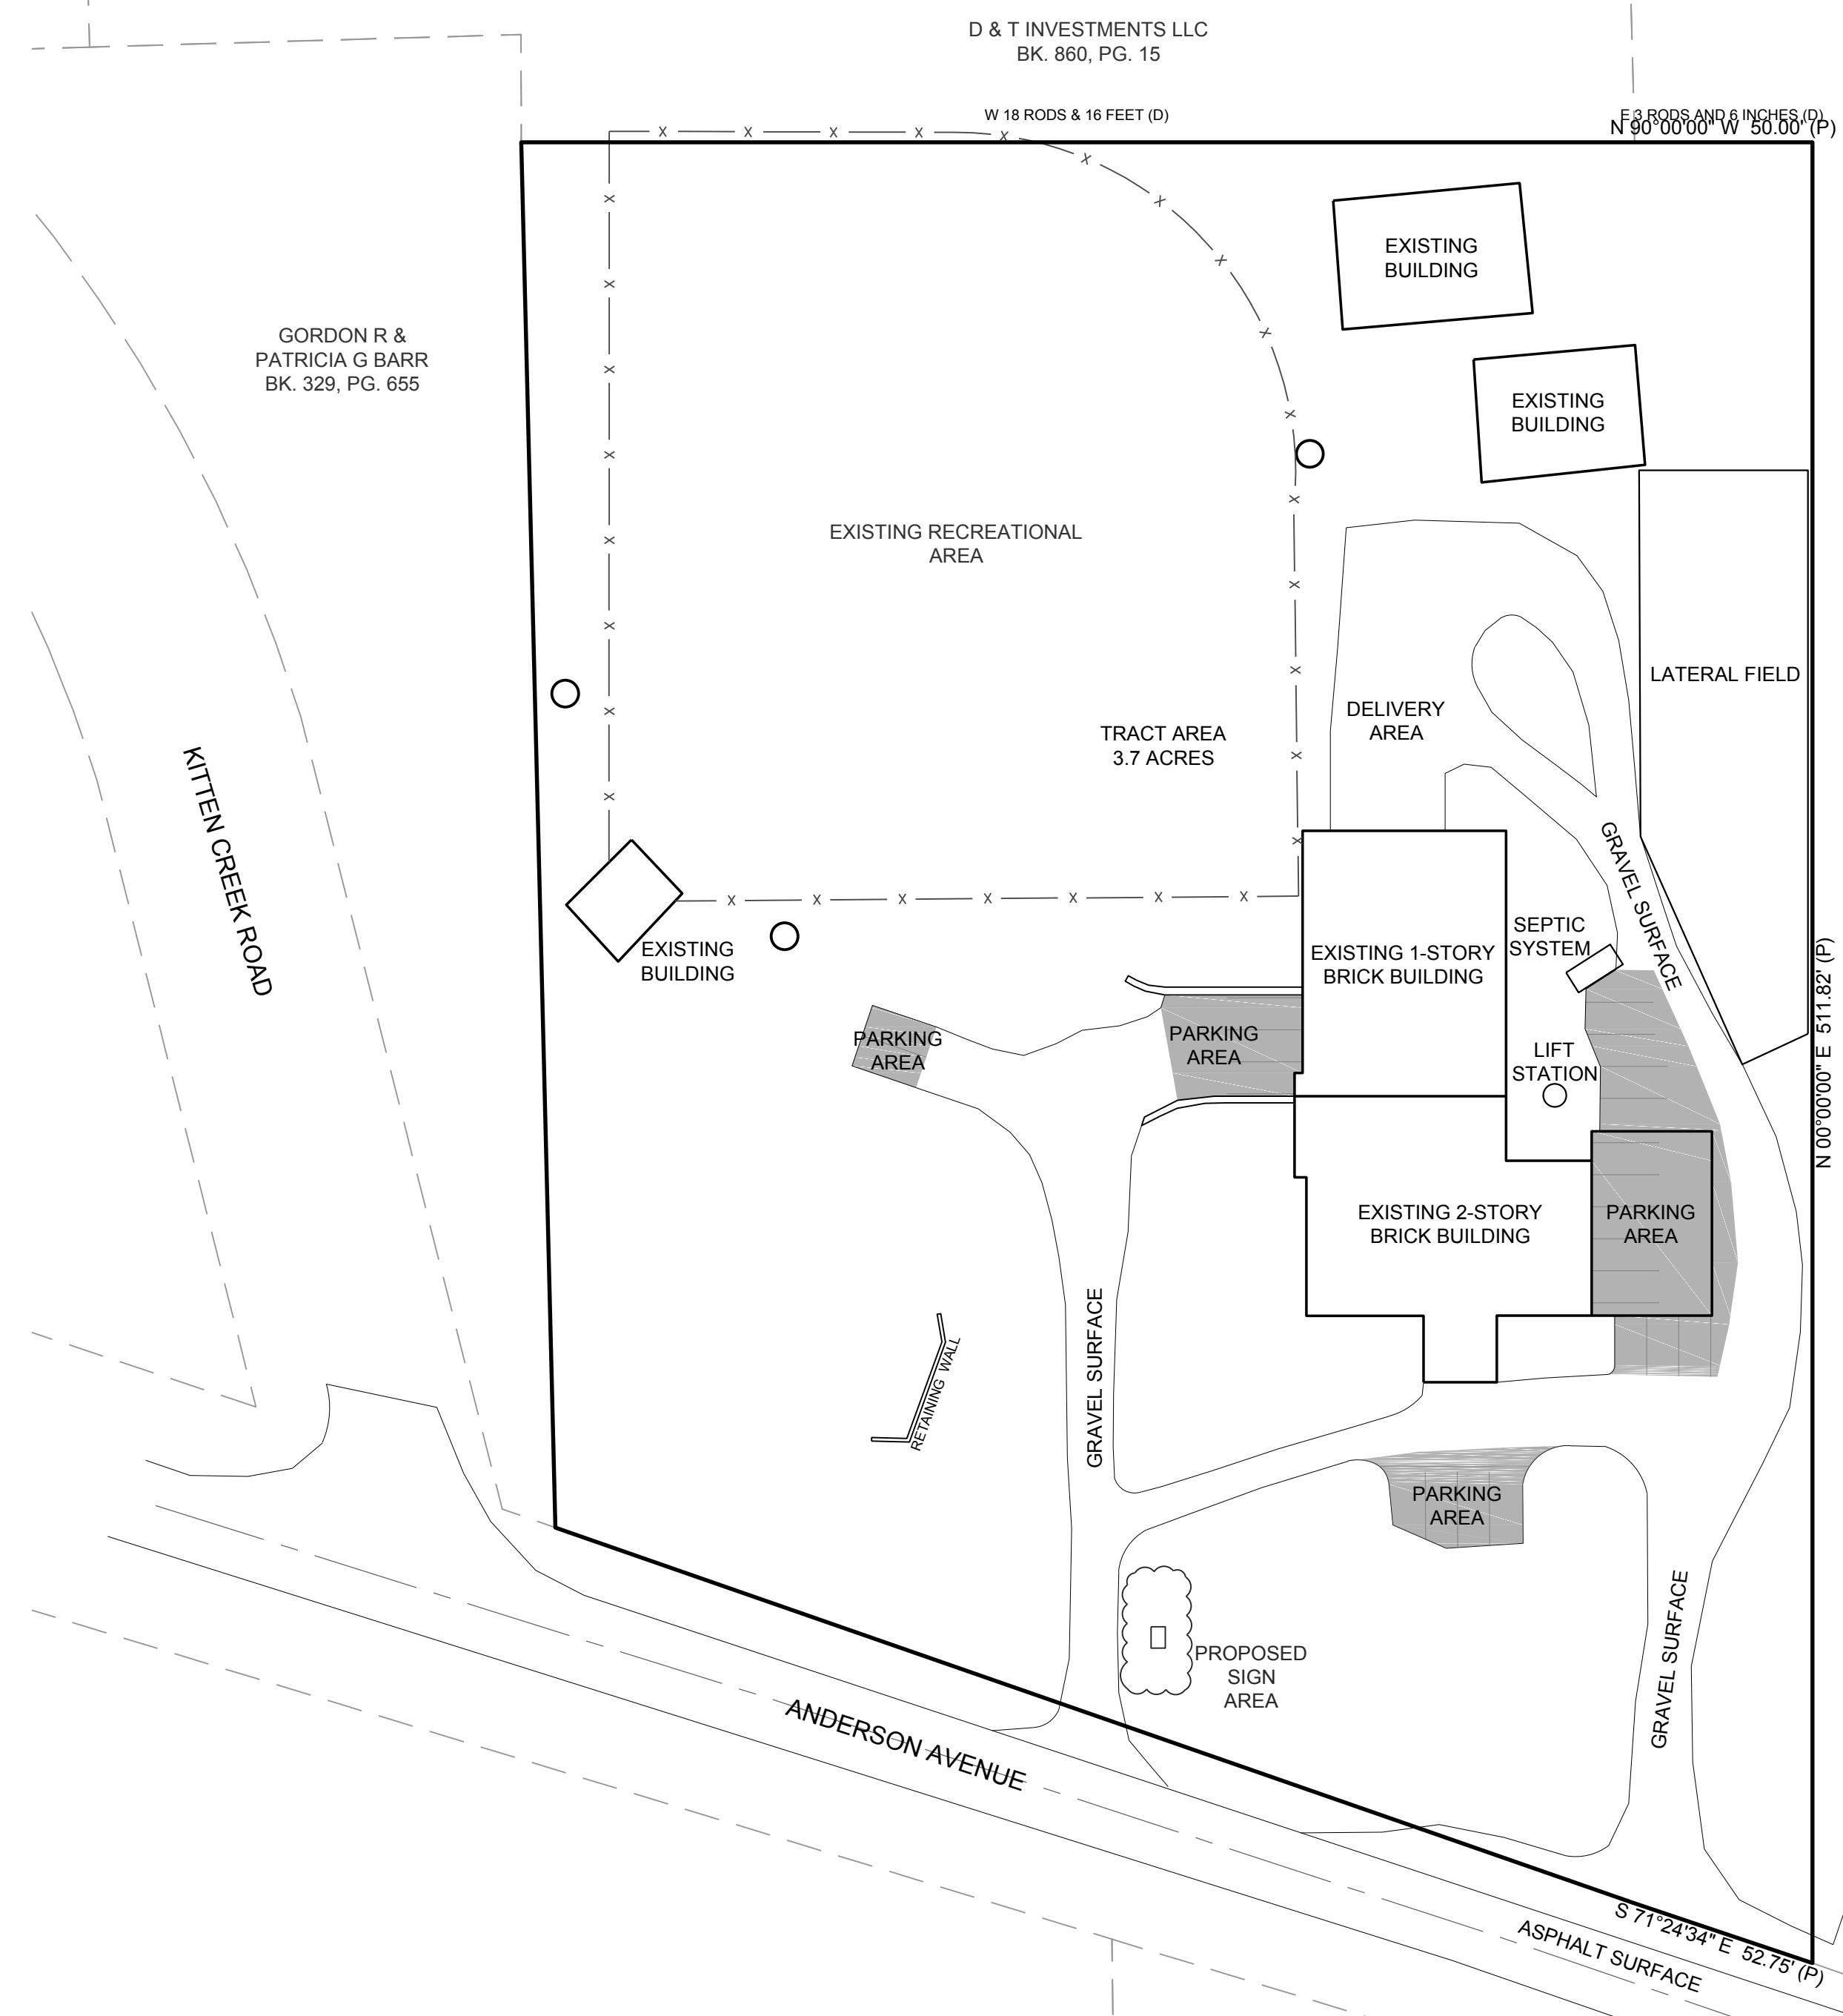 D & T INVESTMENTS LLC
BK. 860, PG. 15
W 18 RODS & 16 FEET (D)
E 3 RODS AND 6 INCHES (D)
N 90°00'00" W 50.00' (P)
EXISTING
BUILDING
GORDON R &
PATRICIA G BARR
BK. 329, PG. 655
EXISTING
BUILDING
EXISTING RECREATIONAL
AREA
LATERAL FIELD
DELIVERY
AREA
TRACT AREA
3.7 ACRES
KITTEN CREEK ROAD
GRAVEL SURFACE
SEPTIC
SYSTEM
EXISTING
BUILDING
EXISTING 1-STORY
BRICK BUILDING
N 00°00'00" E 511.82' (P)
PARKING
AREA
PARKING
AREA
LIFT
STATION
EXISTING 2-STORY
BRICK BUILDING
PARKING
AREA
GRAVEL SURFACE
RETAINING WALL
PARKING
AREA
GRAVEL SURFACE
PROPOSED
SIGN
AREA
ANDERSON AVENUE
S 71°24'34" E 52.75' (P)
ASPHALT SURFACE